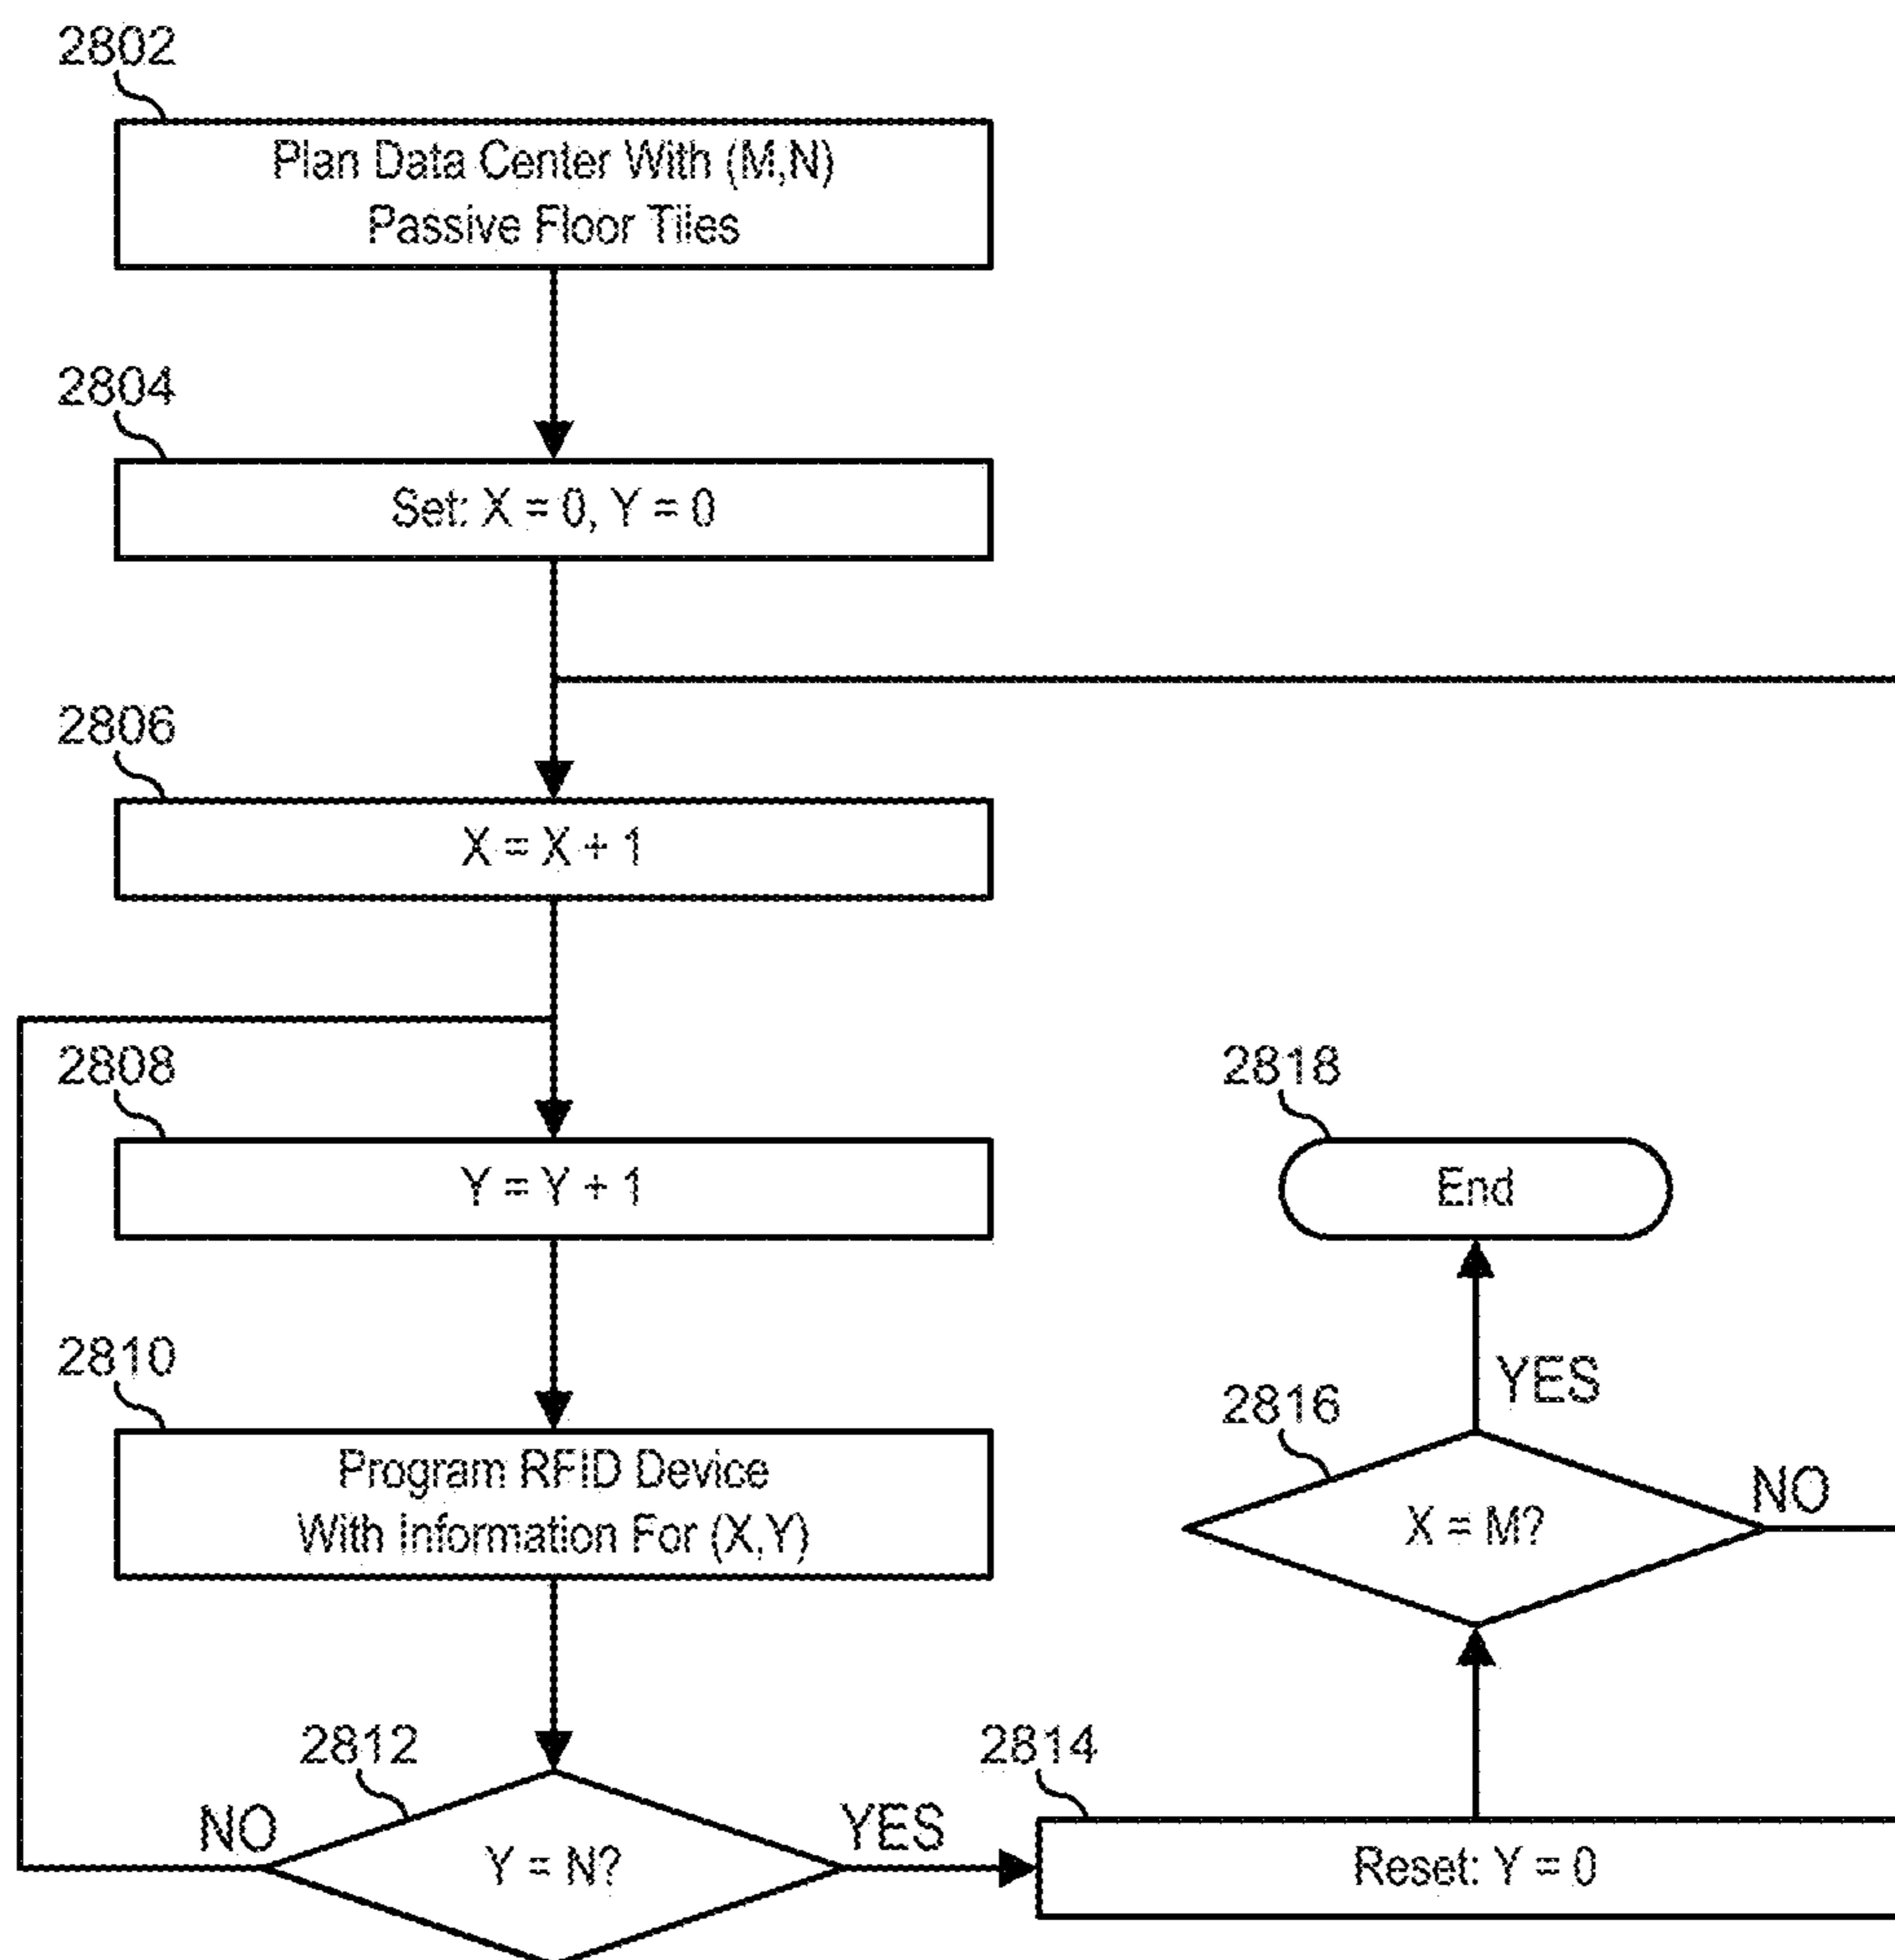 2802
Plan Data Center With (M,N)
Passive Floor Tiles
2804
Set: X = 0, Y = 0
2806
X = X + 1
2808
Y = Y + 1
2810
Program RFID Device
With Information For (X,Y)
2812
NO
Y = N?
YES
2814
Reset: Y = 0
2816
X = M?
NO
YES
2818
End